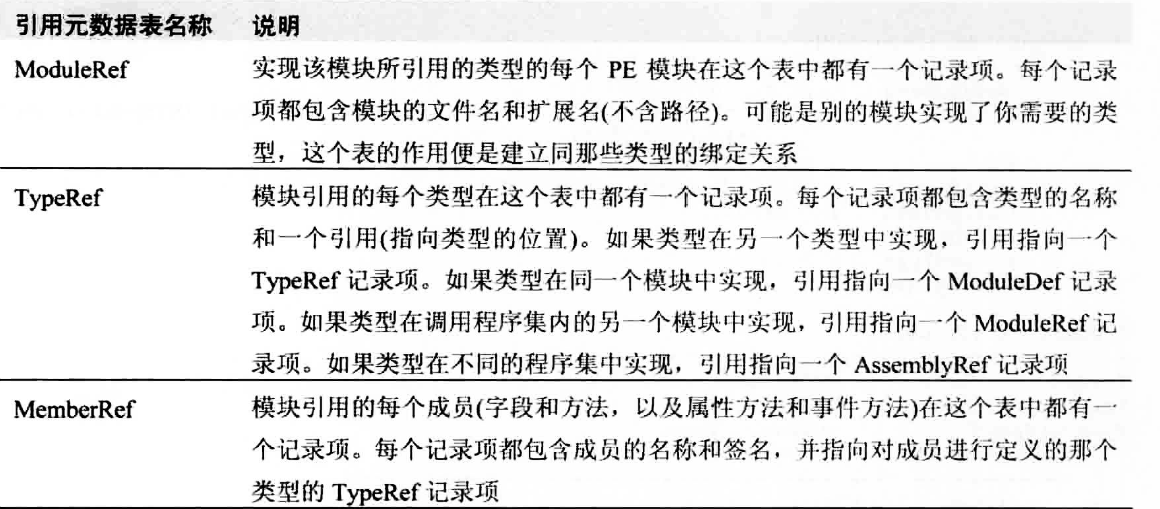 引用元数据表名称 说明
ModuleRef 实现该模块所引用的类型的每个 PE 模块在这个表中都有一个记录项。每个记录
项都包含模块的文件名和扩展名(不含路径)。可能是别的模块实现了你需要的类
型，这个表的作用便是建立同那些类型的绑定关系
TypeRef 模块引用的每个类型在这个表中都有一个记录项。每个记录项都包含类型的名称
和一个引用(指向类型的位置)。如果类型在另一个类型中实现，引用指向一个
TypeRef 记录项。如果类型在同一个模块中实现，引用指向一个 ModuleDef 记录
项。如果类型在调用程序集内的另一个模块中实现，引用指向一个 ModuleRef 记
录项。如果类型在不同的程序集中实现，引用指向一个 AssemblyRef 记录项
MemberRef 模块引用的每个成员(字段和方法，以及属性方法和事件方法)在这个表中都有一
个记录项。每个记录项都包含成员的名称和签名，并指向对成员进行定义的那个
类型的 TypeRef 记录项